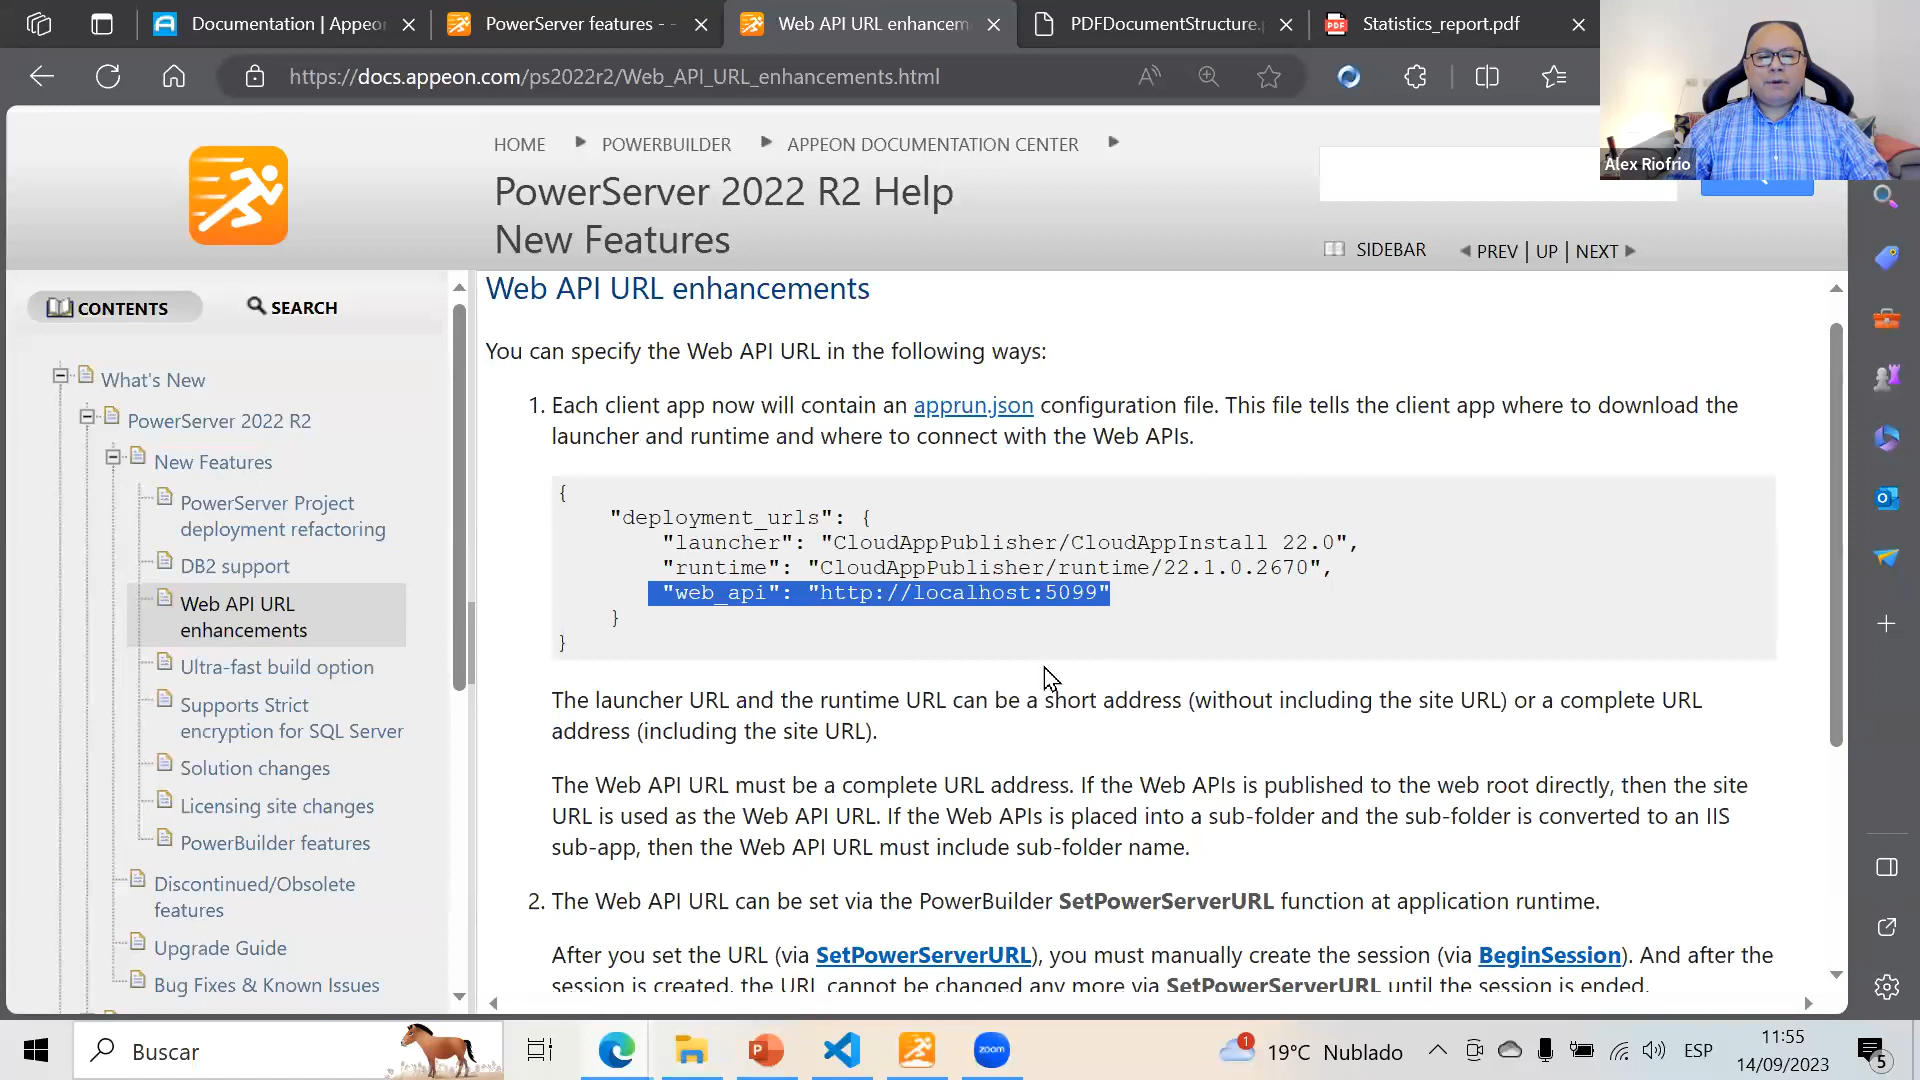 Documentation | Appeon
PowerServer features - -
Web API URL enhancem
PDFDocumentStructure.p
Statistics_report.pdf
https://docs.appeon.com/ps2022r2/Web_API_URL_enhancements.html
Alex Riofrio
HOME POWERBUILDER APPEON DOCUMENTATION CENTER
PowerServer 2022 R2 Help
New Features
SIDEBAR PREV | UP | NEXT
CONTENTS SEARCH
What's New
PowerServer 2022 R2
New Features
PowerServer Project
deployment refactoring
DB2 support
Web API URL
enhancements
Ultra-fast build option
Supports Strict
encryption for SQL Server
Solution changes
Licensing site changes
PowerBuilder features
Discontinued/Obsolete
features
Upgrade Guide
Bug Fixes & Known Issues
Web API URL enhancements
You can specify the Web API URL in the following ways:
1. Each client app now will contain an apprun.json configuration file. This file tells the client app where to download the
launcher and runtime and where to connect with the Web APIs.
{
"deployment_urls": {
"launcher": "CloudAppPublisher/CloudAppInstall 22.0",
"runtime": "CloudAppPublisher/runtime/22.1.0.2670",
"web_api": "http://localhost:5099"
}
}
The launcher URL and the runtime URL can be a short address (without including the site URL) or a complete URL
address (including the site URL).
The Web API URL must be a complete URL address. If the Web APIs is published to the web root directly, then the site
URL is used as the Web API URL. If the Web APIs is placed into a sub-folder and the sub-folder is converted to an IIS
sub-app, then the Web API URL must include sub-folder name.
2. The Web API URL can be set via the PowerBuilder SetPowerServerURL function at application runtime.
After you set the URL (via SetPowerServerURL), you must manually create the session (via BeginSession). And after the
session is created, the URL cannot be changed any more via SetPowerServerURL until the session is ended.
Buscar
zoom
1
19°C Nublado
ESP
11:55
14/09/2023
5